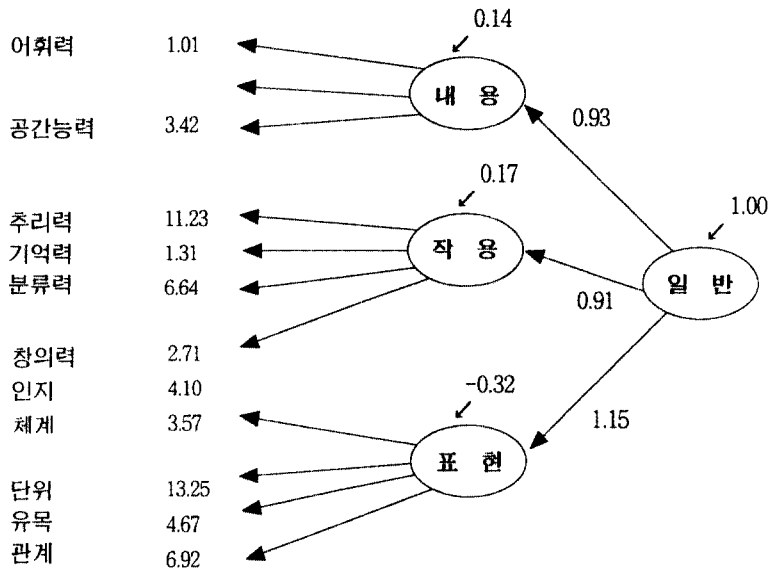 0.14
어휘력 1.01
내 용
공간능력 3.42
0.93
0.17
1.00
추리력 11.23
기억력 1.31
작 용
분류력 6.64
일 반
0.91
창의력 2.71
인지 4.10
-0.32
체계 3.57
1.15
표 현
단위 13.25
유목 4.67
관계 6.92